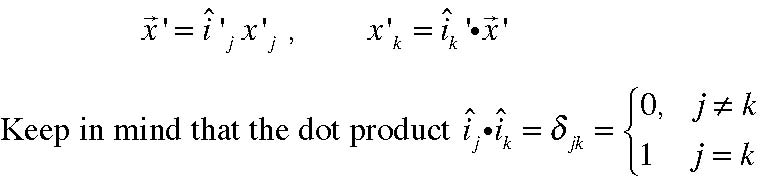 x⃗' = î'ⱼ x'ⱼ ,   x'ₖ = îₖ'•x⃗'
Keep in mind that the dot product îⱼ•îₖ = δⱼₖ = { 0, j ≠ k
1 j = k